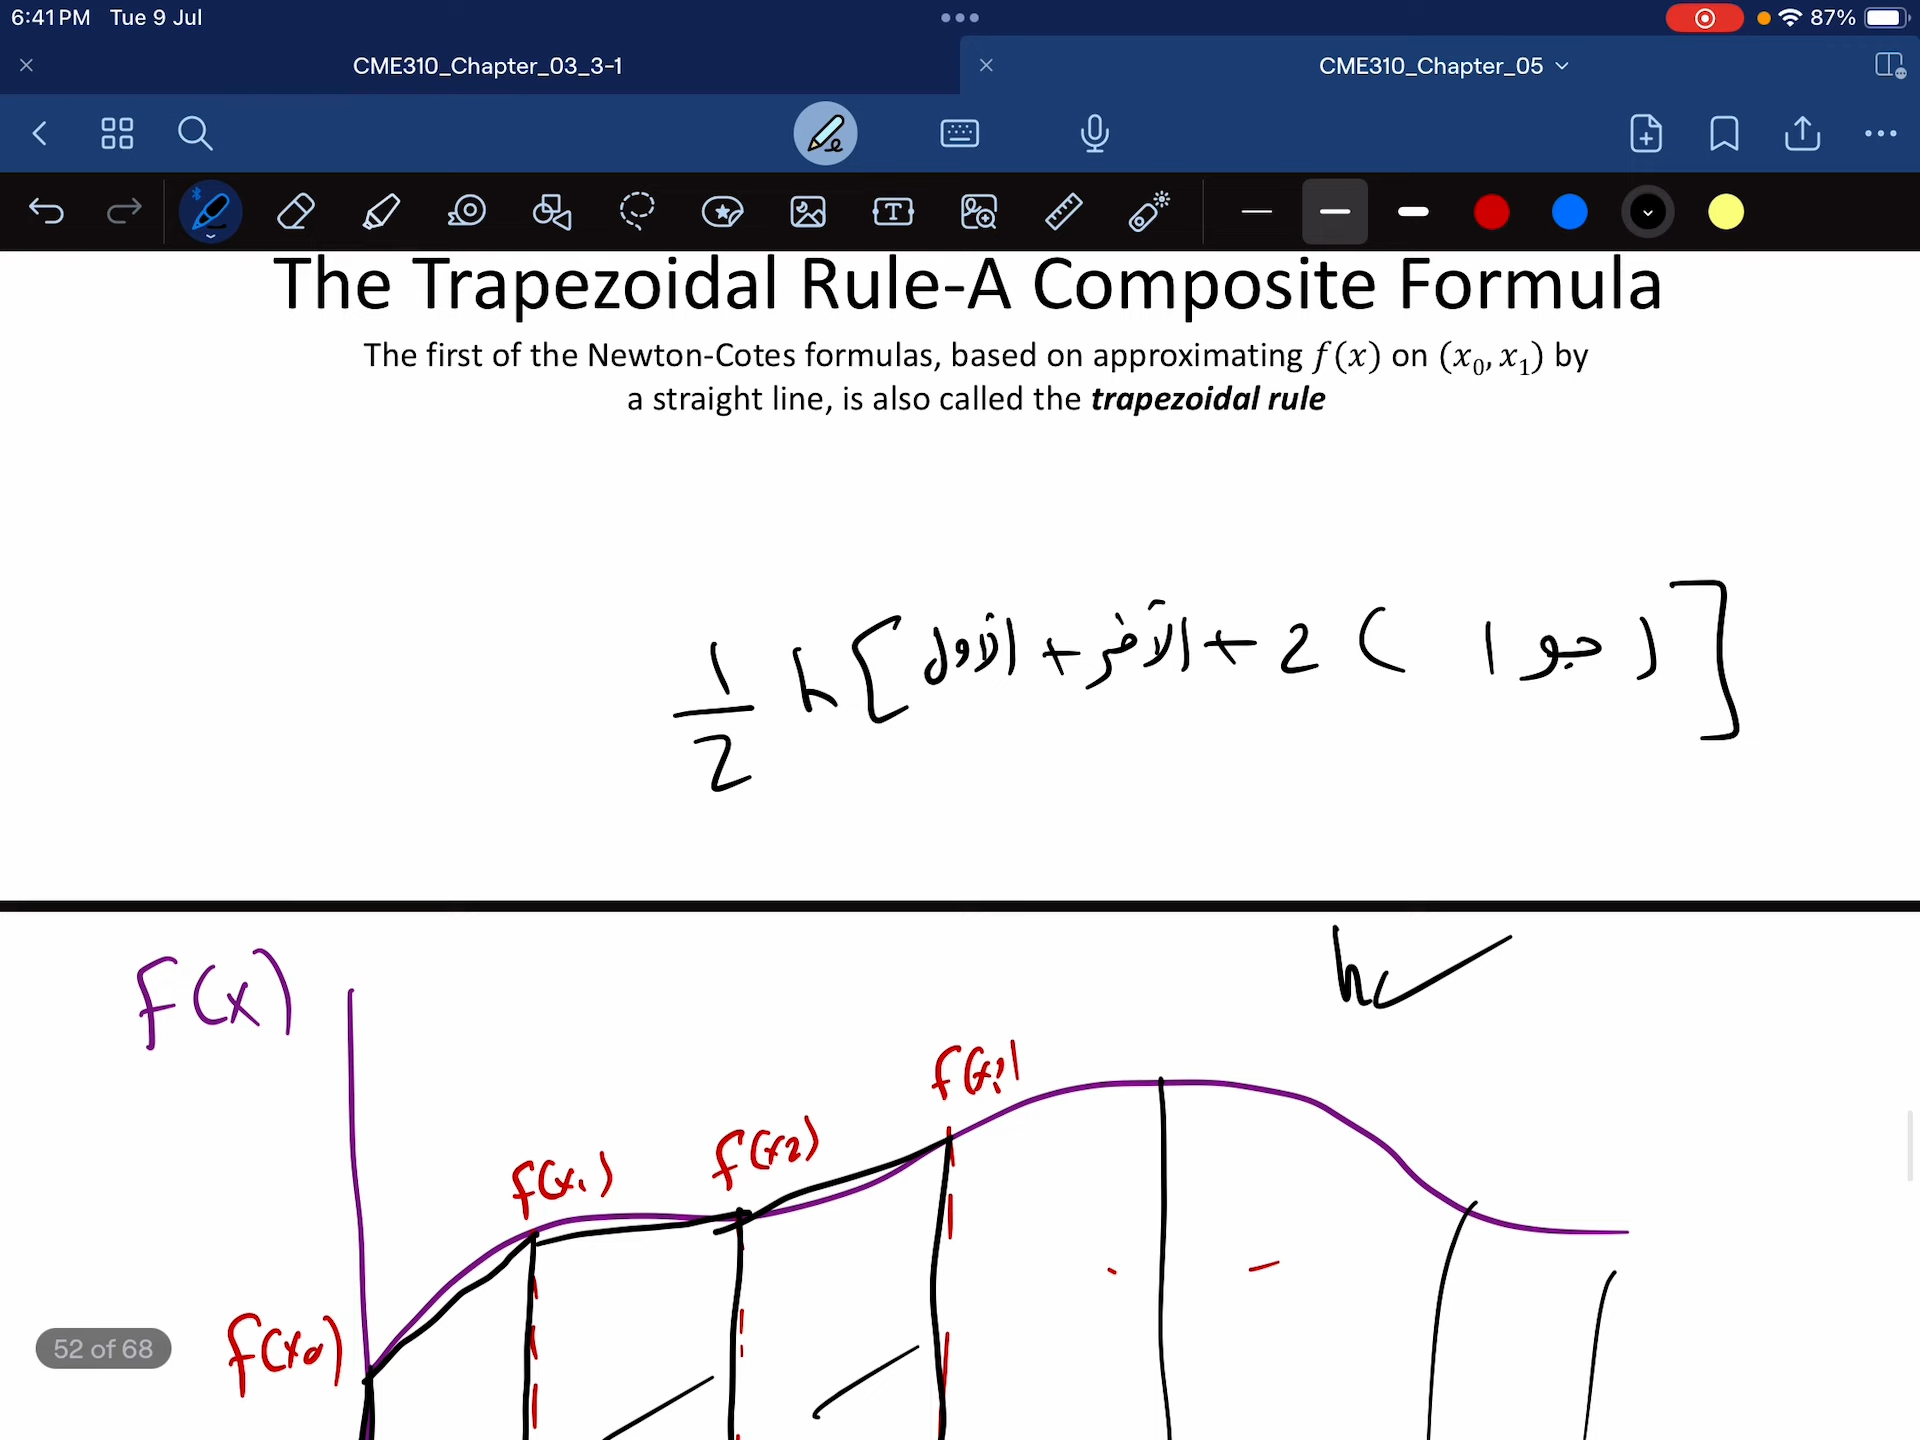 6:41 PM Tue 9 Jul 87%
CME310_Chapter_03_3-1 CME310_Chapter_05
The Trapezoidal Rule-A Composite Formula
The first of the Newton-Cotes formulas, based on approximating f(x) on (x₀, x₁) by
a straight line, is also called the trapezoidal rule
1/2 h [ الأول + الآخر + 2 ( جوا ) ]
h
f(x)
f(x₃)
f(x₂)
f(x₁)
f(x₀)
52 of 68